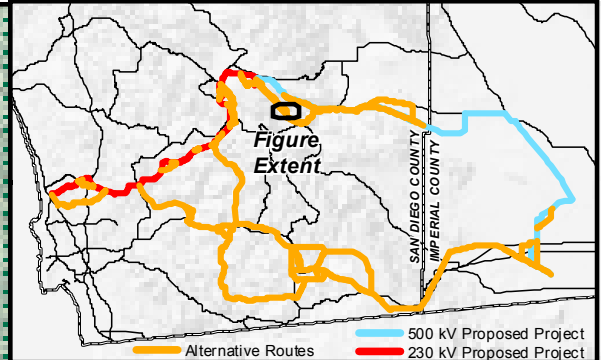 Figure
Extent
SAN DIEGO COUNTY
IMPERIAL COUNTY
500 kV Proposed Project
Alternative Routes
230 kV Proposed Project